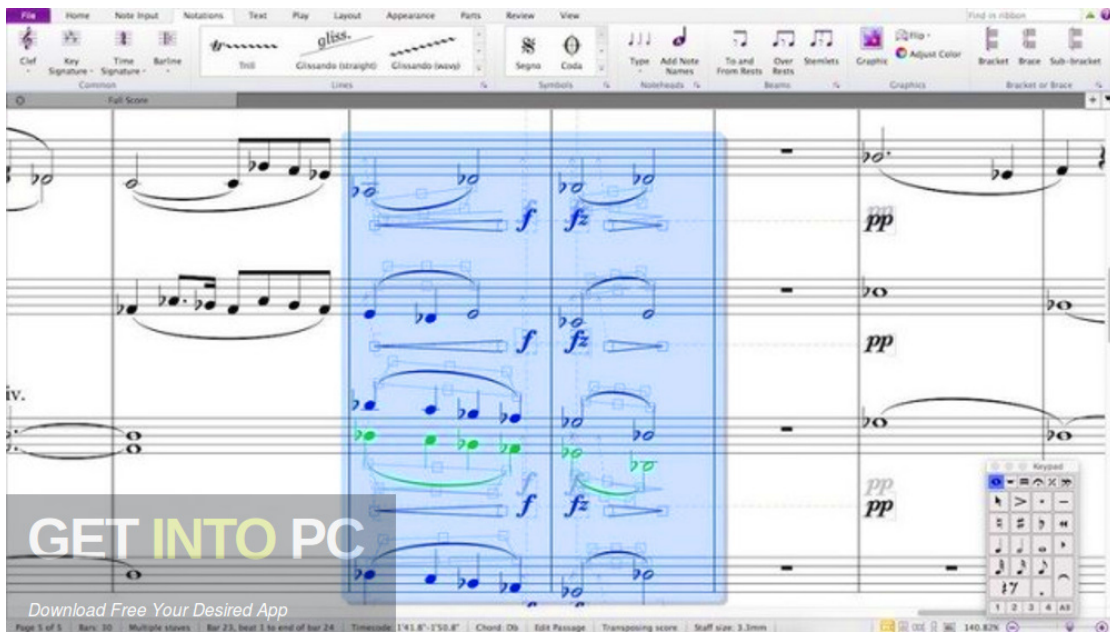 File Home Note Input Notations Text Play Layout Appearance Parts Review View Find in ribbon
gliss.
Clef Key Signature Time Signature Barline Trill Glissando (straight) Glissando (wavy) Segno Coda Type Add Note Names To and From Rests Over Rests Stemlets Graphic Flip Adjust Color Bracket Brace Sub-bracket
Common Lines Symbols Noteheads Beams Graphics Bracket or Brace
Full Score
f fz pp
f fz pp
iv.
f fz pp
pp
Keypad
GET INTO PC
1 2 3 4 All
Download Free Your Desired App
Page 5 of 5 Bars: 30 Multiple staves Bar 23, beat 1 to end of bar 24 Timecode: 1'41.8"-1'50.8" Chord: Db Edit Passage Transposing score Staff size: 3.3mm 140.82%